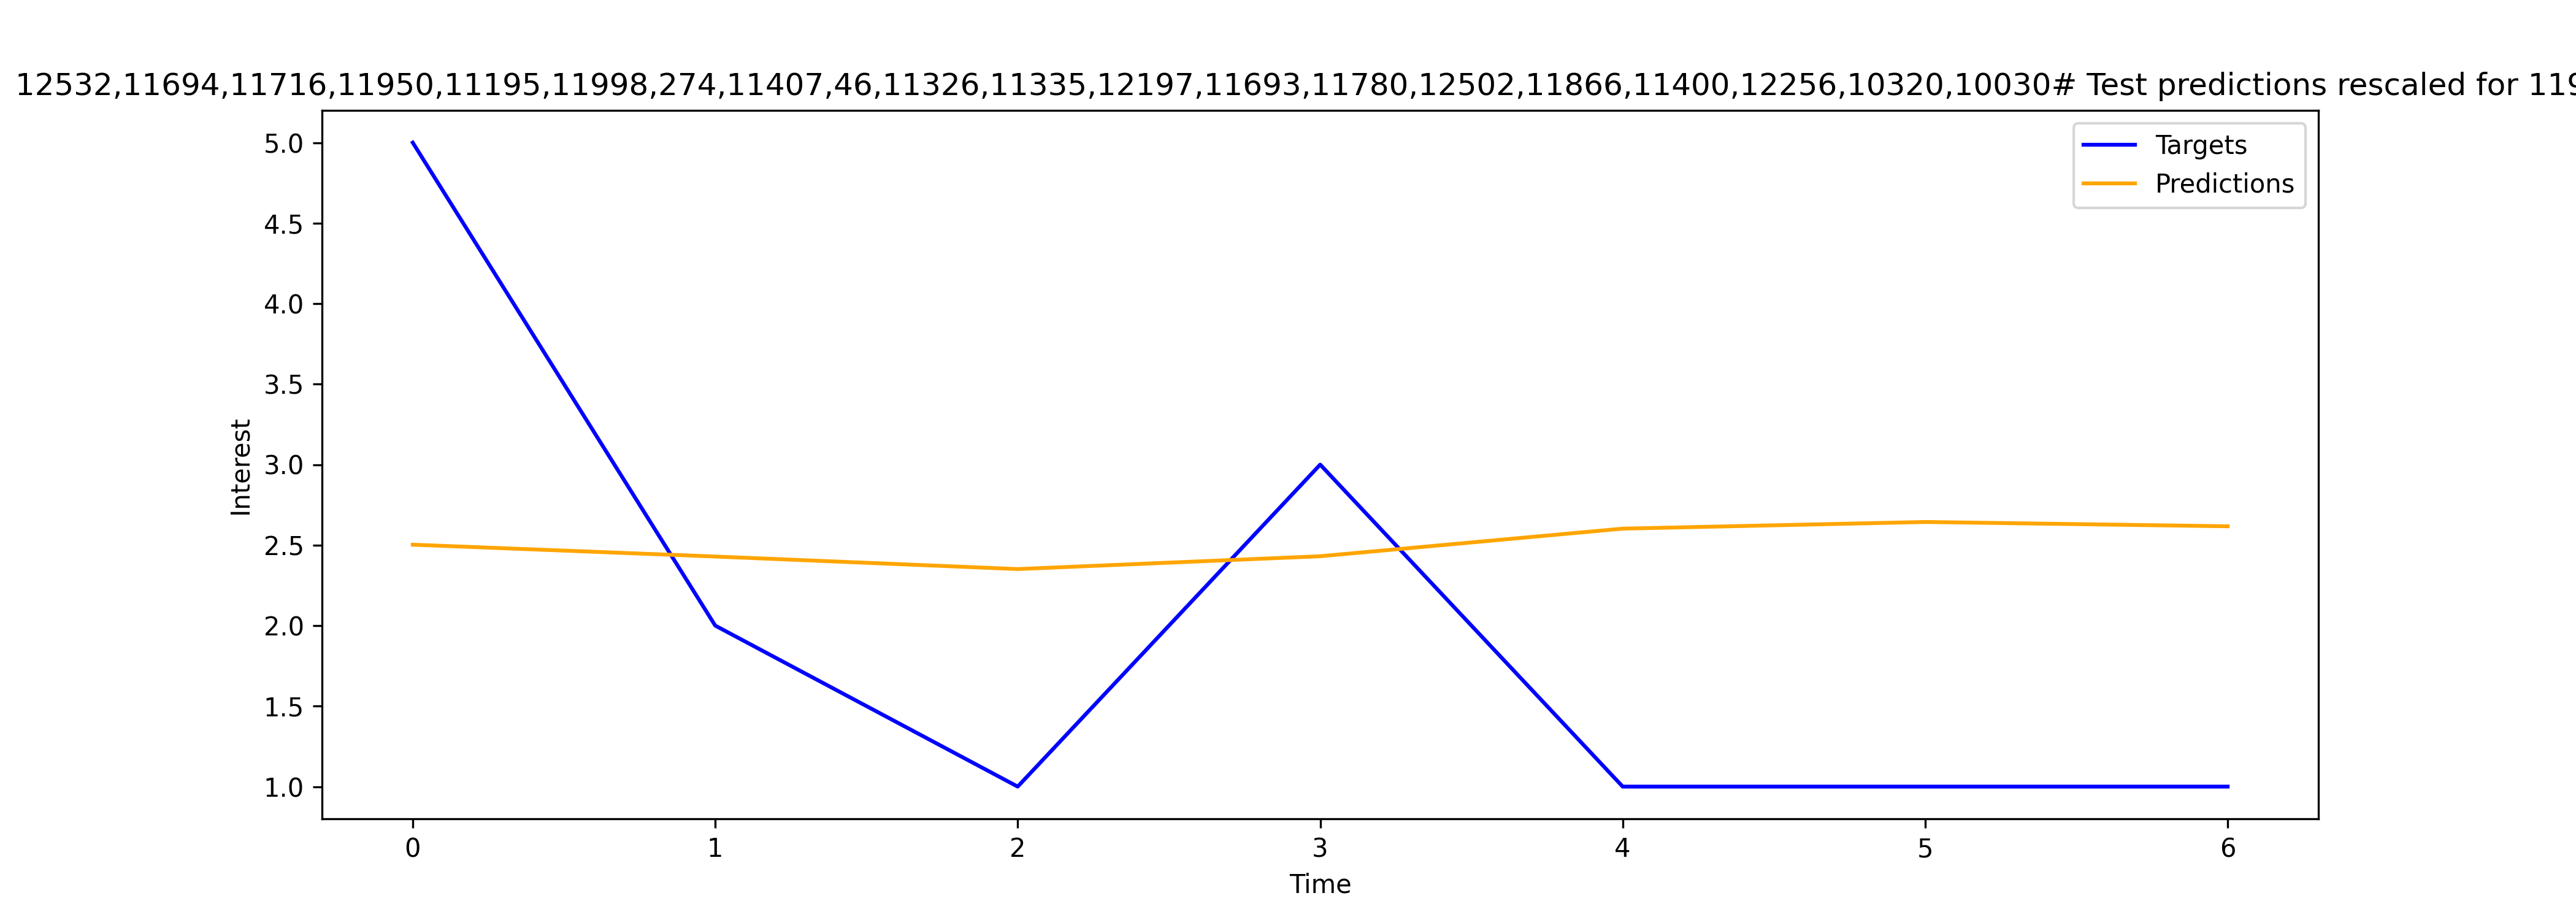 12532,11694,11716,11950,11195,11998,274,11407,46,11326,11335,12197,11693,11780,12502,11866,11400,12256,10320,10030# Test predictions rescaled for 119
Targets
Predictions
5.0
4.5
4.0
3.5
3.0
2.5
2.0
1.5
1.0
Interest
0 1 2 3 4 5 6
Time